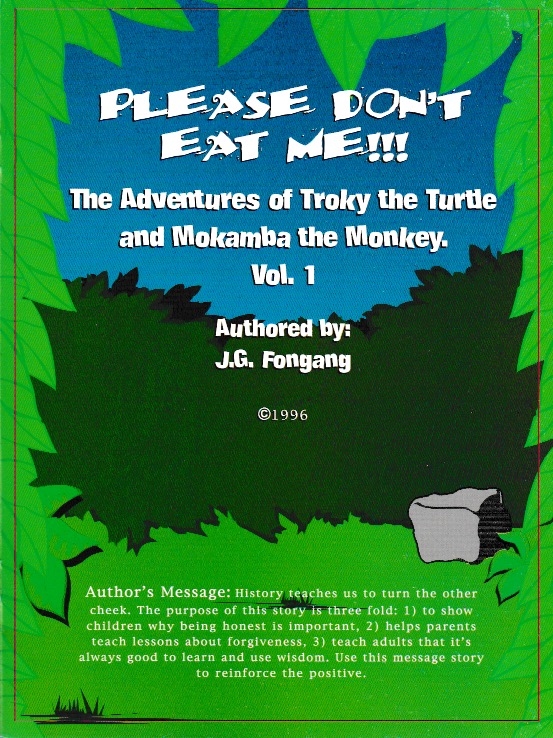 PLEASE DON'T
EAT ME!!!
The Adventures of Troky the Turtle
and Mokamba the Monkey.
Vol. 1
Authored by:
J.G. Fongang
©1996
Author's Message: History teaches us to turn the other
cheek. The purpose of this story is three fold: 1) to show
children why being honest is important, 2) helps parents
teach lessons about forgiveness, 3) teach adults that it's
always good to learn and use wisdom. Use this message story
to reinforce the positive.